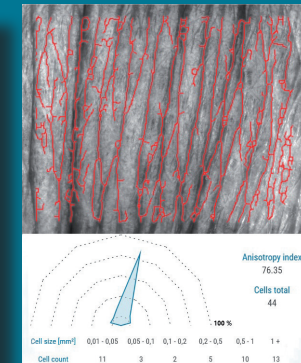 Anisotropy index
76.35
Cells total
44
100 %
Cell size [mm²] 0,01 - 0,05 0,05 - 0,1 0,1 - 0,2 0,2 - 0,5 0,5 - 1 1 +
Cell count 11 3 2 5 10 13